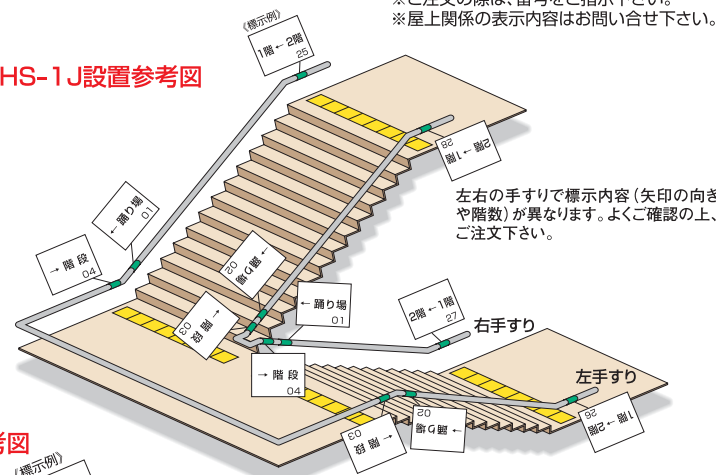 ※ご注文の際は、番号をご指示下さい。
※屋上関係の表示内容はお問い合せ下さい。
HS-1J設置参考図
《標示例》
1階←2階
25
2階←1階
28
左右の手すりで標示内容(矢印の向き
や階数)が異なります。よくご確認の上、
ご注文下さい。
←踊り場
01
→階段
04
→踊り場
02
←階段
03
←踊り場
01
2階←1階
27
右手すり
→階段
04
左手すり
←階段
03
→踊り場
02
1階→2階
26
考図
《標示例》